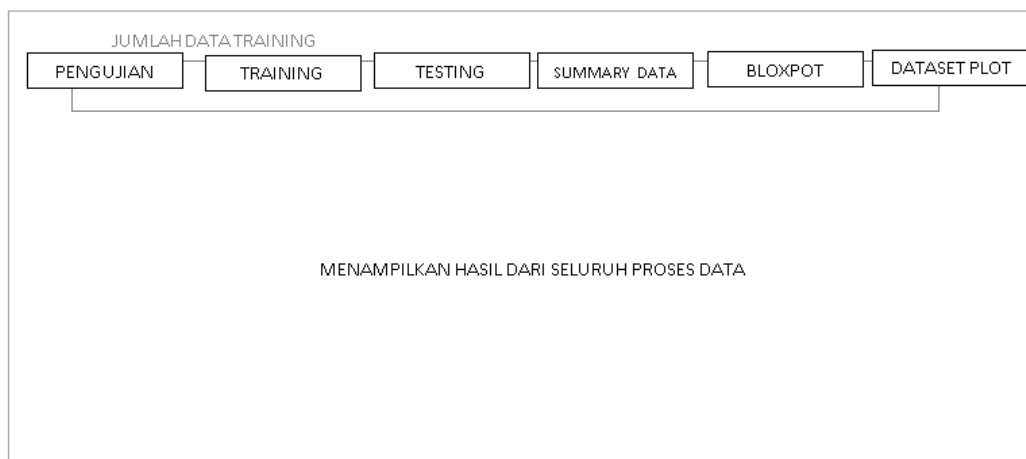 JUMLAH DATA TRAINING
PENGUJIAN
TRAINING
TESTING
SUMMARY DATA
BLOXPOT
DATASET PLOT
MENAMPILKAN HASIL DARI SELURUH PROSES DATA